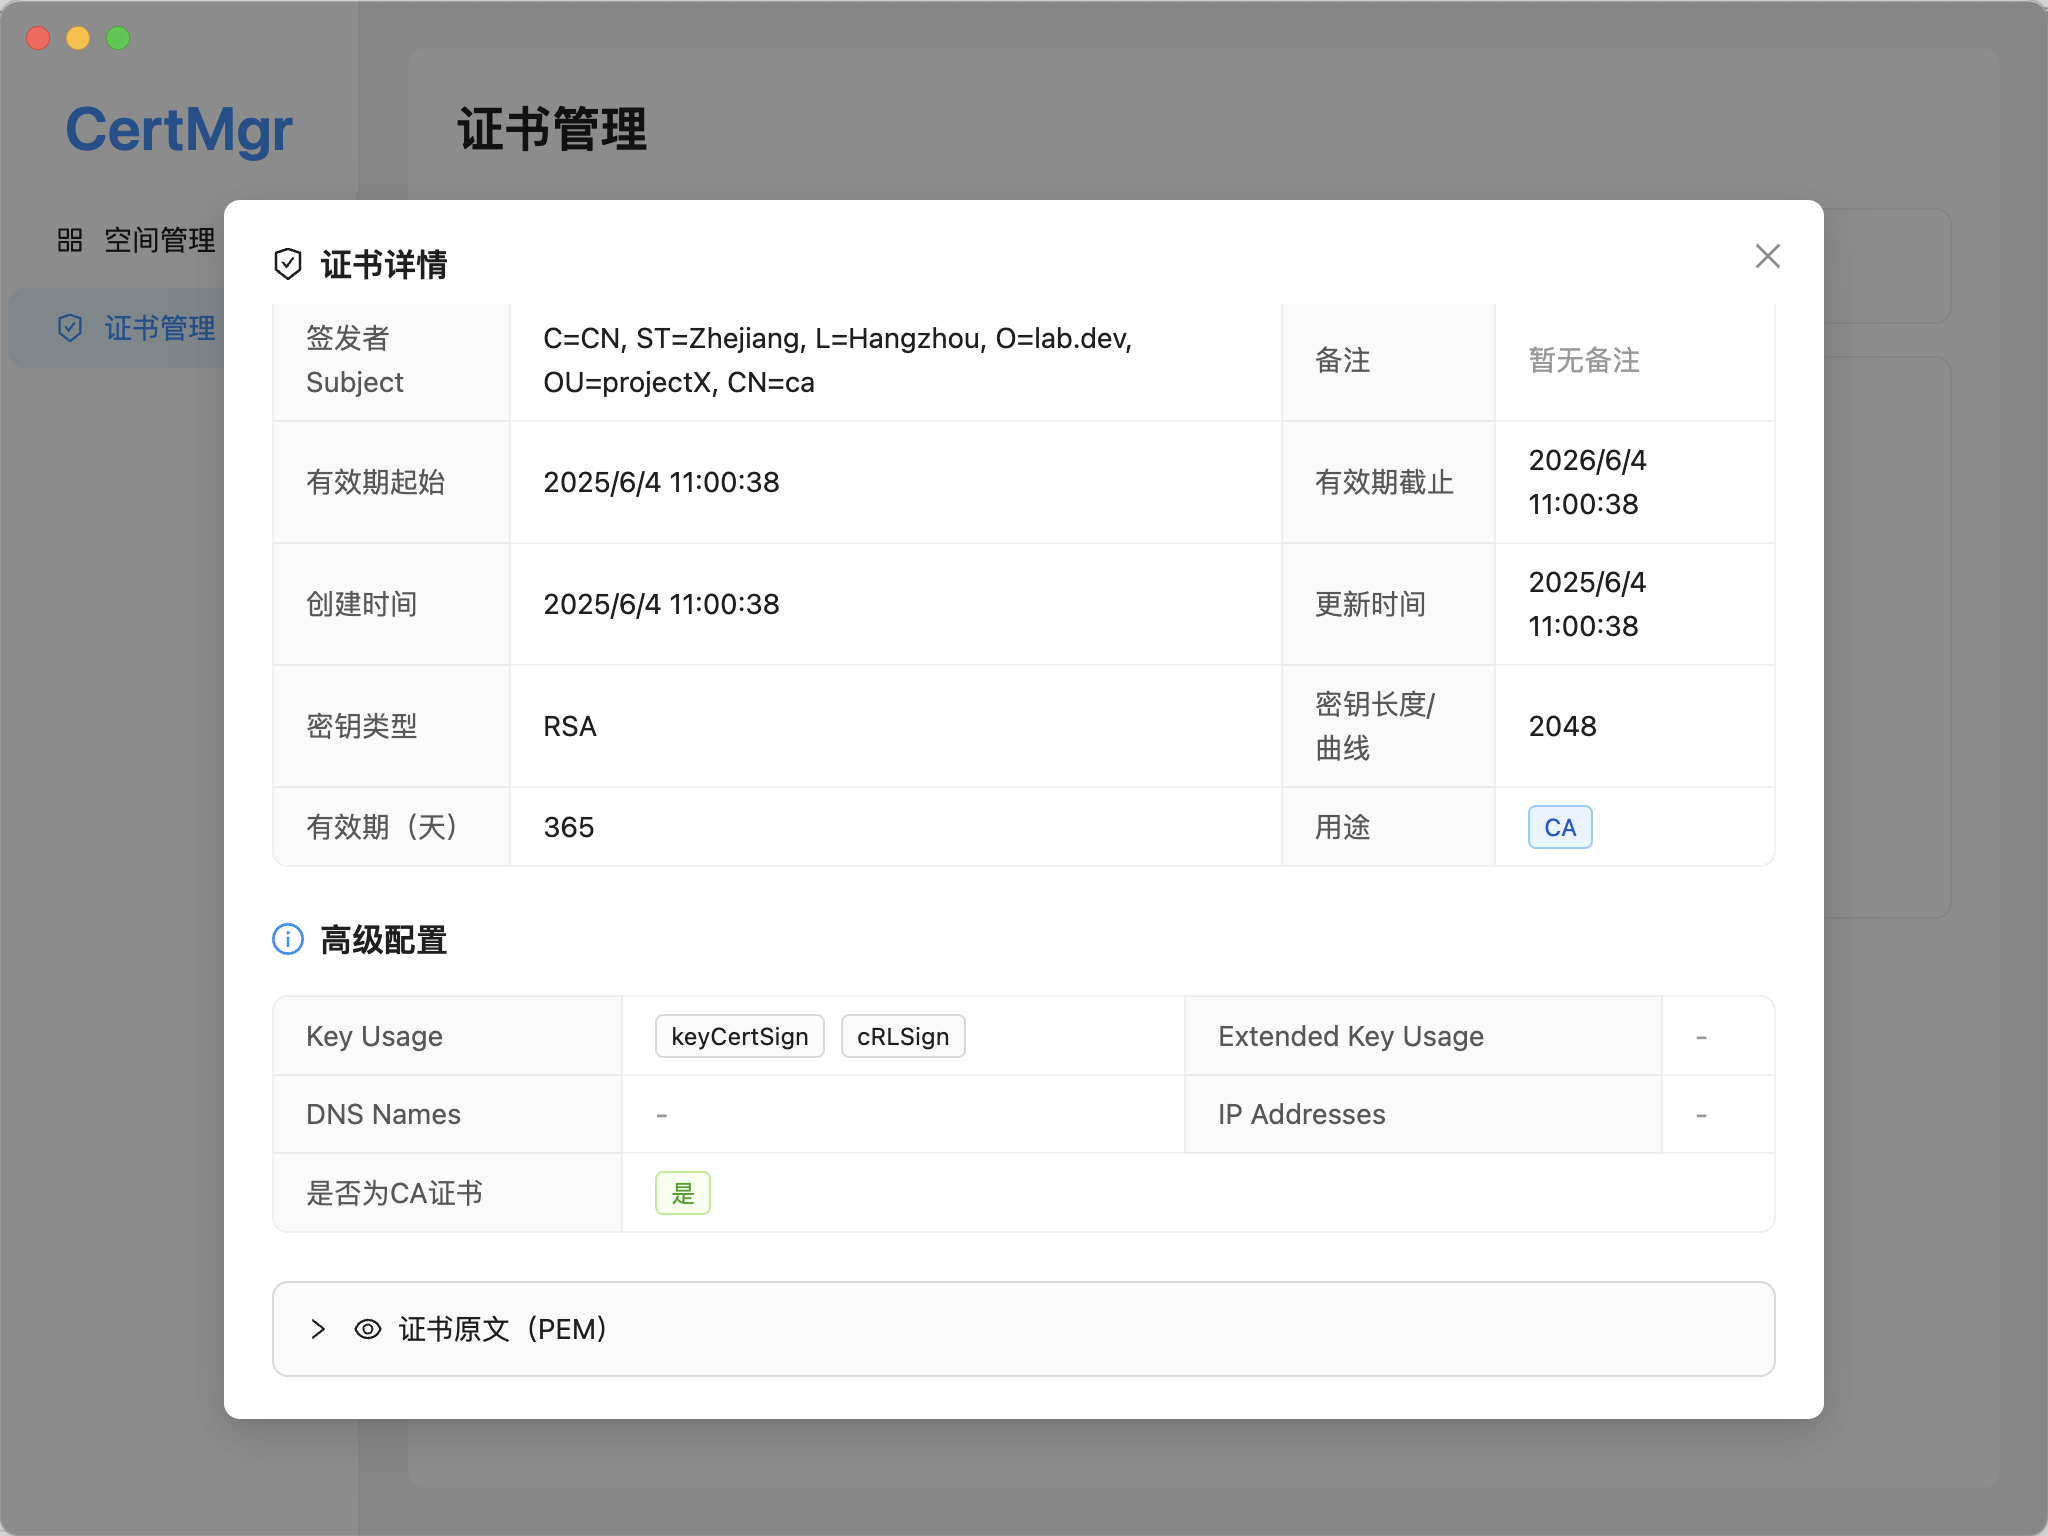 CertMgr
空间管理
证书管理
证书管理
证书详情
签发者
Subject
C=CN, ST=Zhejiang, L=Hangzhou, O=lab.dev,
OU=projectX, CN=ca
备注
暂无备注
有效期起始
2025/6/4 11:00:38
有效期截止
2026/6/4
11:00:38
创建时间
2025/6/4 11:00:38
更新时间
2025/6/4
11:00:38
密钥类型
RSA
密钥长度/
曲线
2048
有效期（天）
365
用途
CA
高级配置
Key Usage
keyCertSign
cRLSign
Extended Key Usage
-
DNS Names
-
IP Addresses
-
是否为CA证书
是
证书原文（PEM）